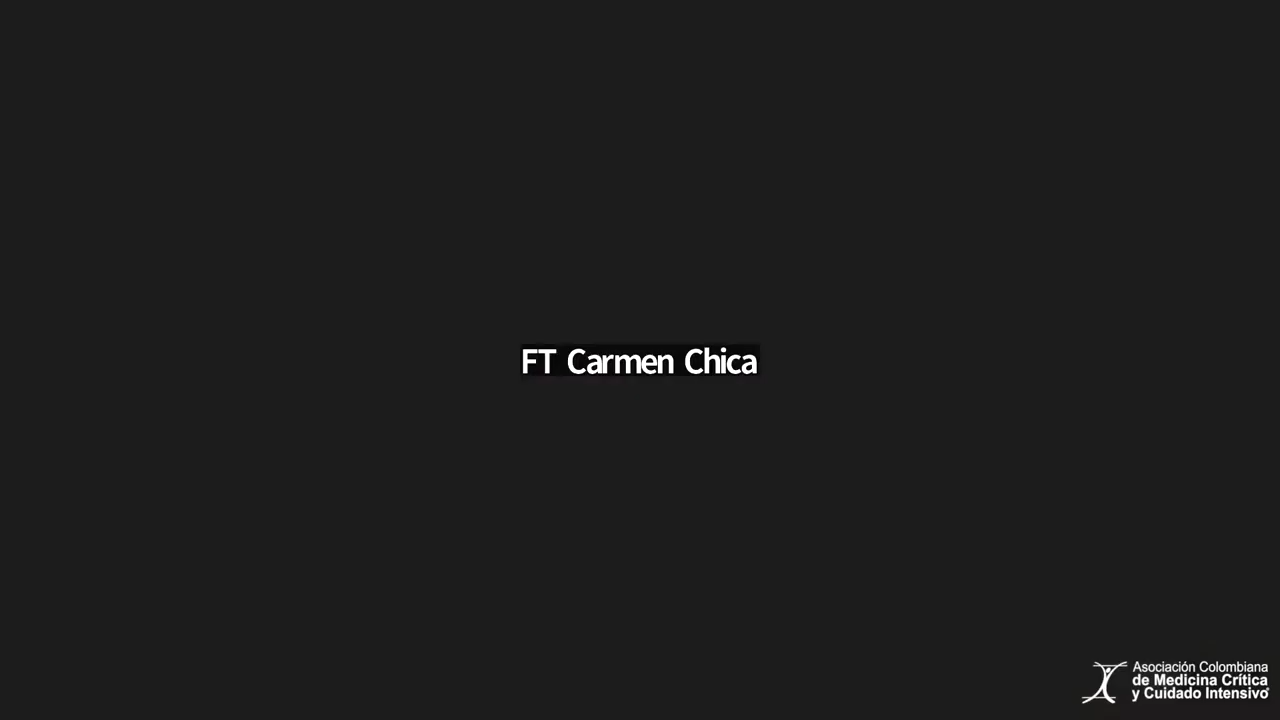 FT Carmen Chica
Asociación Colombiana
de Medicina Crítica
y Cuidado Intensivo